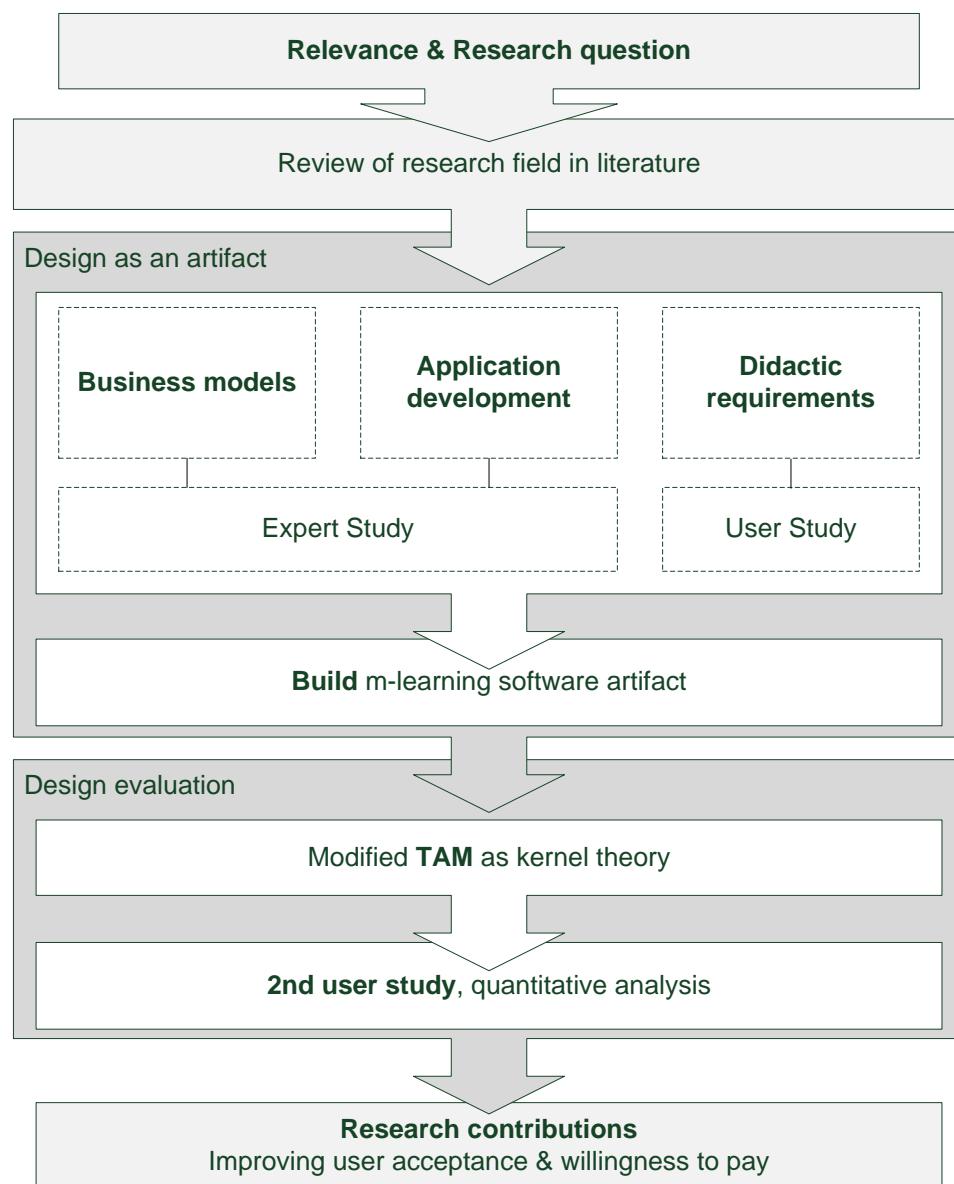 Relevance & Research question
Review of research field in literature
Design as an artifact
Business models
Application
development
Didactic
requirements
Expert Study
User Study
Build m-learning software artifact
Design evaluation
Modified TAM as kernel theory
2nd user study, quantitative analysis
Research contributions
Improving user acceptance & willingness to pay